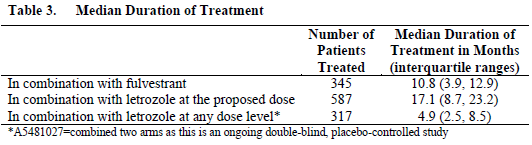 Table 3. Median Duration of Treatment
Number of Patients Treated Median Duration of Treatment in Months (interquartile ranges)
In combination with fulvestrant 345 10.8 (3.9, 12.9)
In combination with letrozole at the proposed dose 587 17.1 (8.7, 23.2)
In combination with letrozole at any dose level* 317 4.9 (2.5, 8.5)
*A5481027=combined two arms as this is an ongoing double-blind, placebo-controlled study